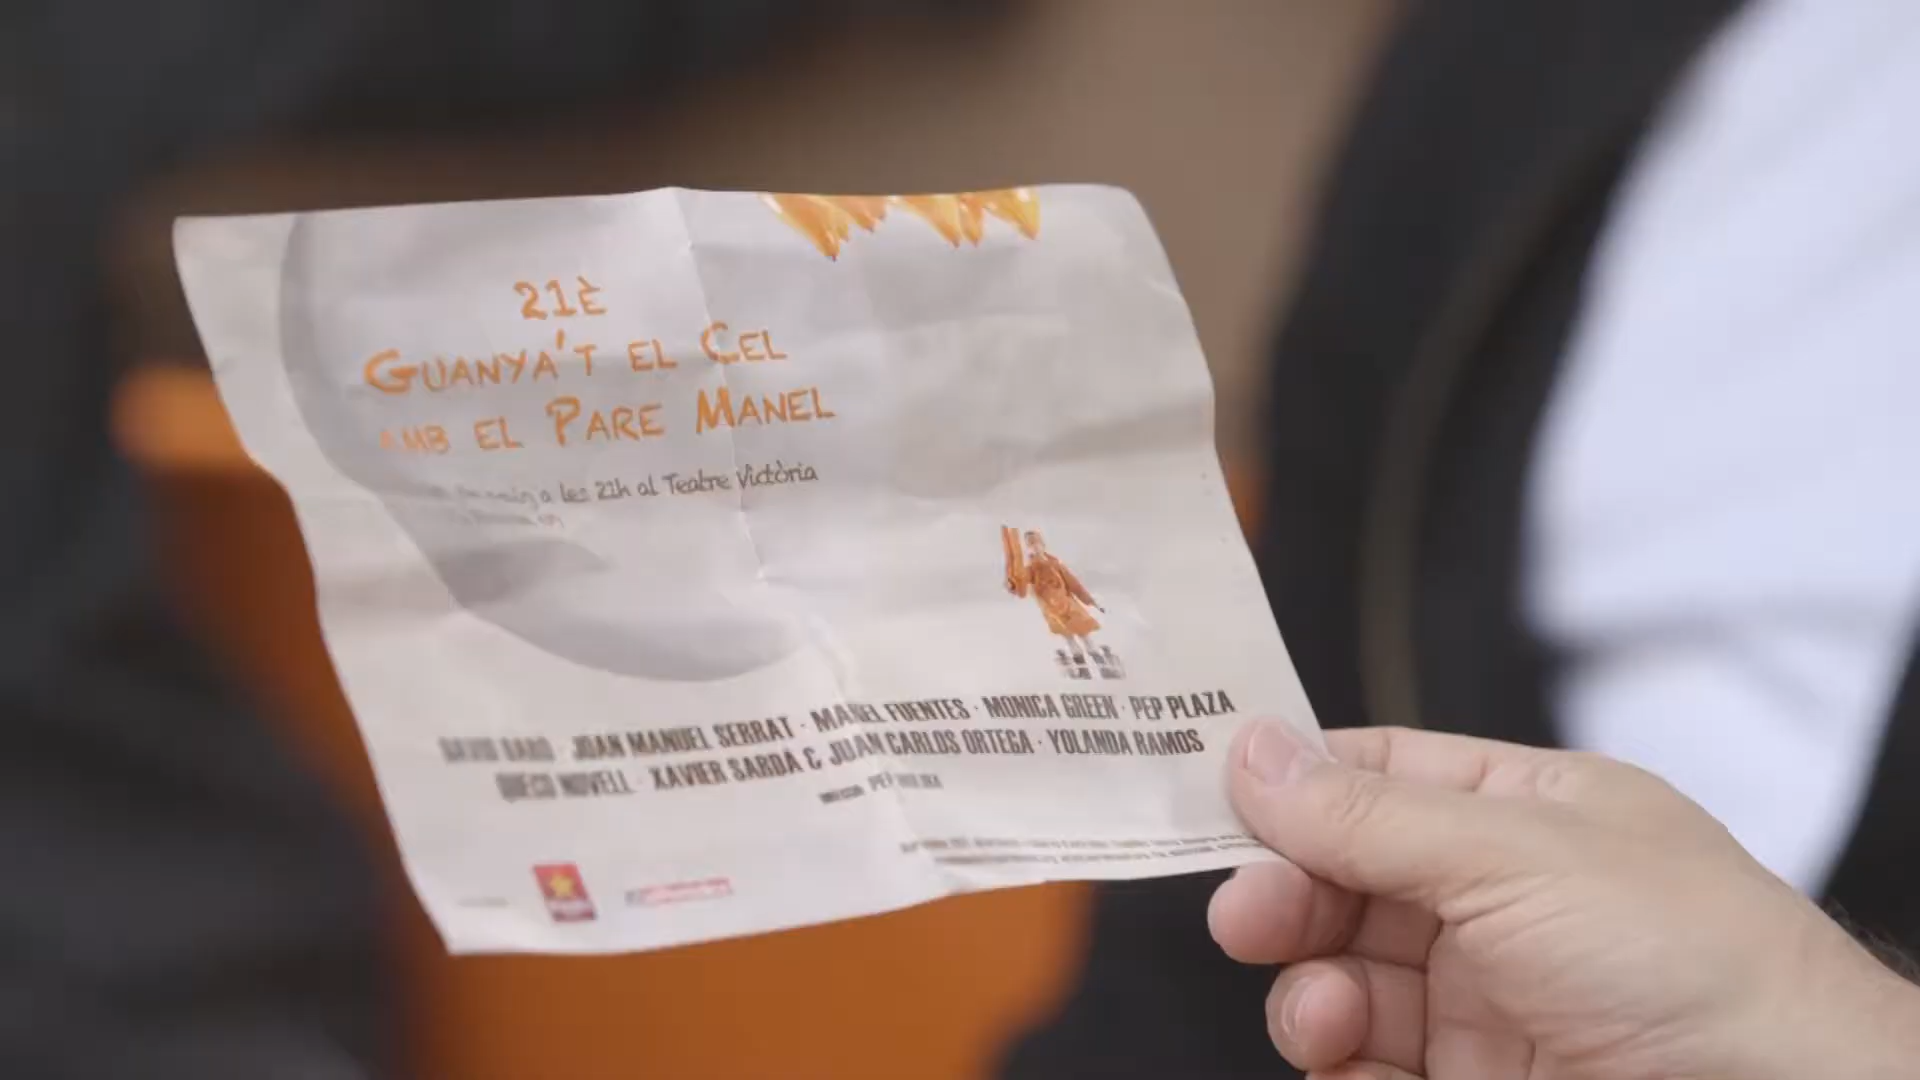 21È
GUANYA'T EL CEL
AMB EL PARE MANEL
a les 21h al Teatre Victòria
JOAN MANUEL SERRAT · MANEL FUENTES · MONICA GREEN · PEP PLAZA
NOVELL · XAVIER SARDÀ & JUAN CARLOS ORTEGA · YOLANDA RAMOS